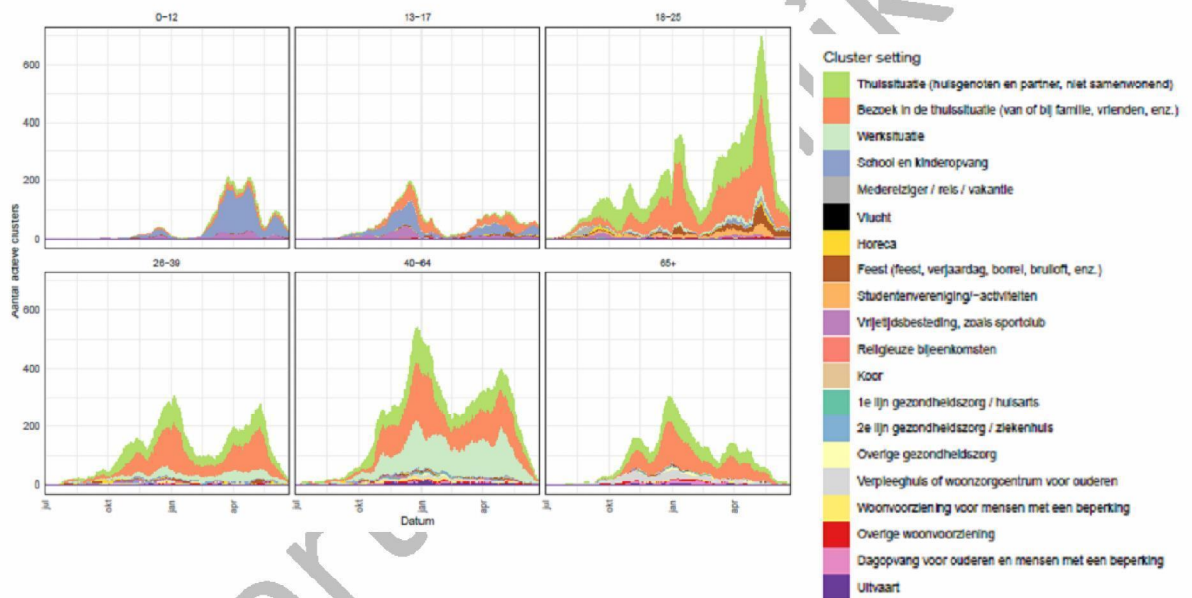 0-12
13-17
18-25
600
400
200
0
26-39
40-64
65+
600
400
200
0
jul
okt
jan
apr
jul
okt
jan
apr
jul
okt
jan
apr
Aantal actieve clusters
Datum
Cluster setting
Thuissituatie (huisgenoten en partner, niet samenwonend)
Bezoek in de thuissituatie (van of bij familie, vrienden, enz.)
Werksituatie
School en kinderopvang
Medereiziger / reis / vakantie
Vlucht
Horeca
Feest (feest, verjaardag, borrel, bruiloft, enz.)
Studentenvereniging/-activiteiten
Vrijetijdsbesteding, zoals sportclub
Religieuze bijeenkomsten
Koor
1e lijn gezondheidszorg / huisarts
2e lijn gezondheidszorg / ziekenhuis
Overige gezondheidszorg
Verpleeghuis of woonzorgcentrum voor ouderen
Woonvoorziening voor mensen met een beperking
Overige woonvoorziening
Dagopvang voor ouderen en mensen met een beperking
Uitvaart